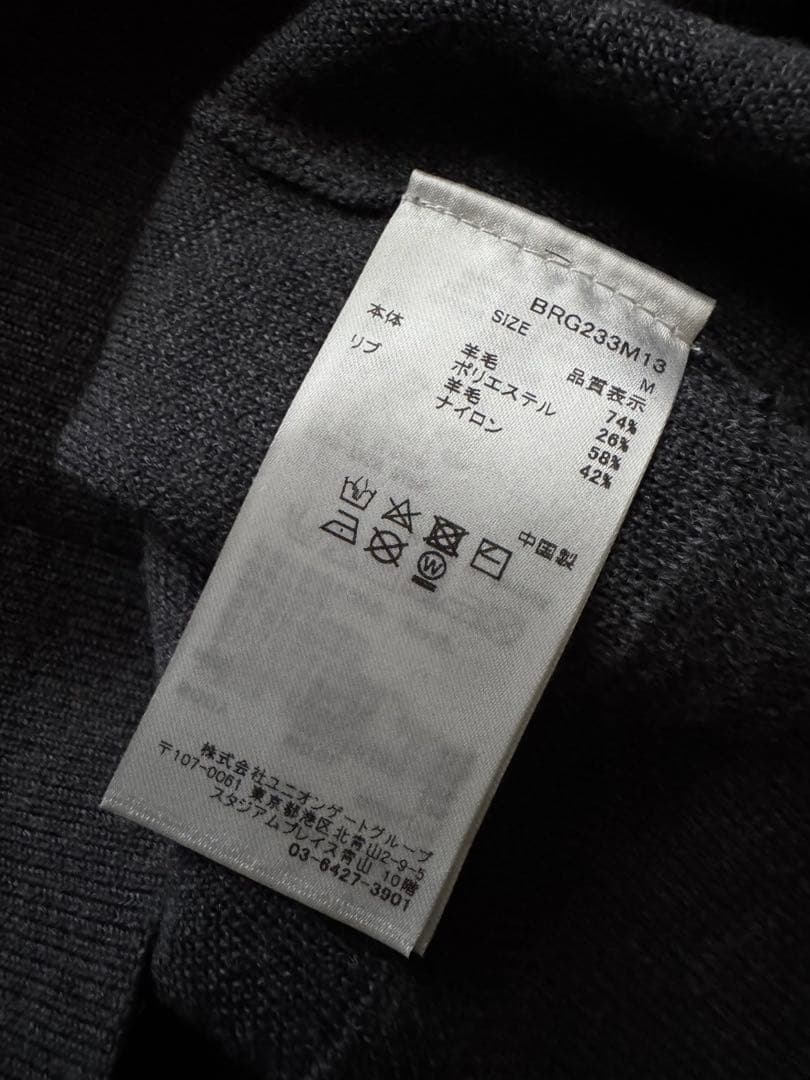 BRG233M13
SIZE M
品質表示
本体 羊毛 74%
ポリエステル 26%
リブ 羊毛 58%
ナイロン 42%
中国製
W
株式会社ユニオンゲートグループ
〒107-0061 東京都港区北青山2-9-5
スタジアムプレイス青山 10階
03-6427-3901